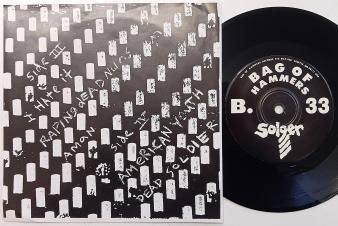 SIDE III
I HATE IT
RAPING DEAD NUNS
AMON
SIDE IV
AMERICAN YOUTH
DEAD SOLDIER
BAG OF
HAMMERS
B. 33
Solger